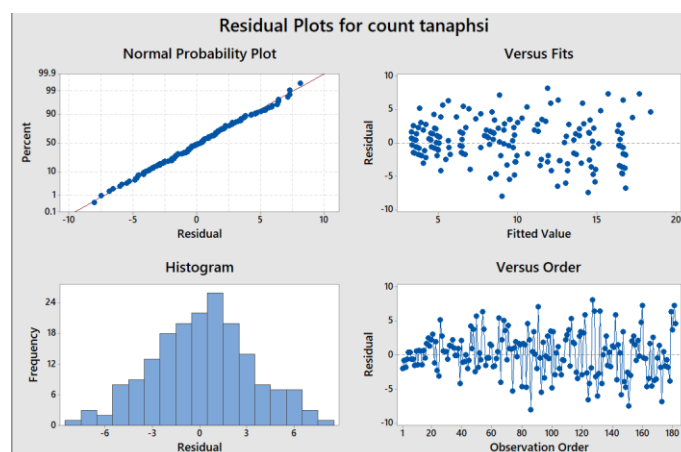 Residual Plots for count tanaphsi
Normal Probability Plot
99.9
99
90
50
10
1
0.1
Percent
-10 -5 0 5 10
Residual
Versus Fits
10
5
0
-5
-10
Residual
5 10 15 20
Fitted Value
Histogram
24
18
12
6
0
Frequency
-6 -3 0 3 6
Residual
Versus Order
10
5
0
-5
-10
Residual
1 20 40 60 80 100 120 140 160 180
Observation Order